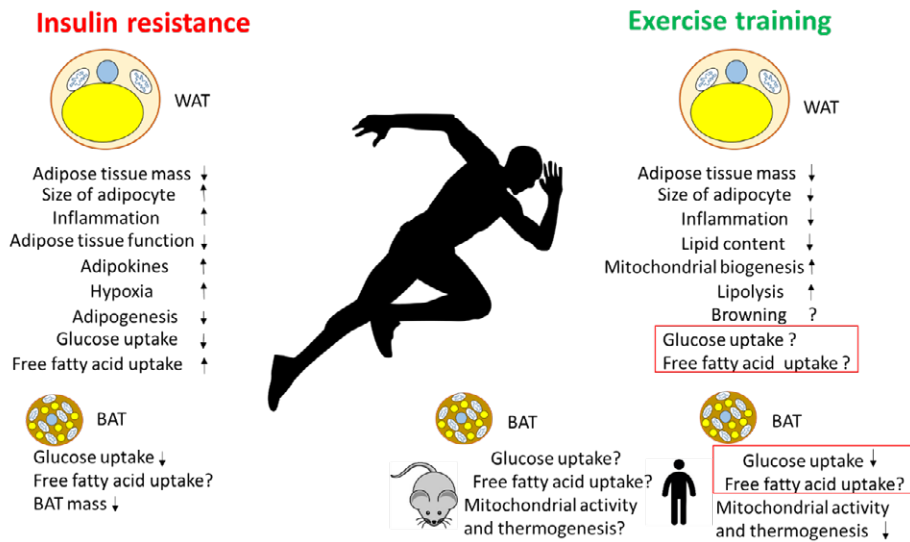 Insulin resistance
WAT
Adipose tissue mass ↓
Size of adipocyte ↑
Inflammation ↑
Adipose tissue function ↓
Adipokines ↑
Hypoxia ↑
Adipogenesis ↓
Glucose uptake ↓
Free fatty acid uptake ↑
BAT
Glucose uptake ↓
Free fatty acid uptake?
BAT mass ↓
Exercise training
WAT
Adipose tissue mass ↓
Size of adipocyte ↓
Inflammation ↓
Lipid content ↓
Mitochondrial biogenesis ↑
Lipolysis ↑
Browning ?
Glucose uptake ?
Free fatty acid uptake ?
BAT
Glucose uptake?
Free fatty acid uptake?
Mitochondrial activity
and thermogenesis?
BAT
Glucose uptake ↓
Free fatty acid uptake?
Mitochondrial activity
and thermogenesis ↓